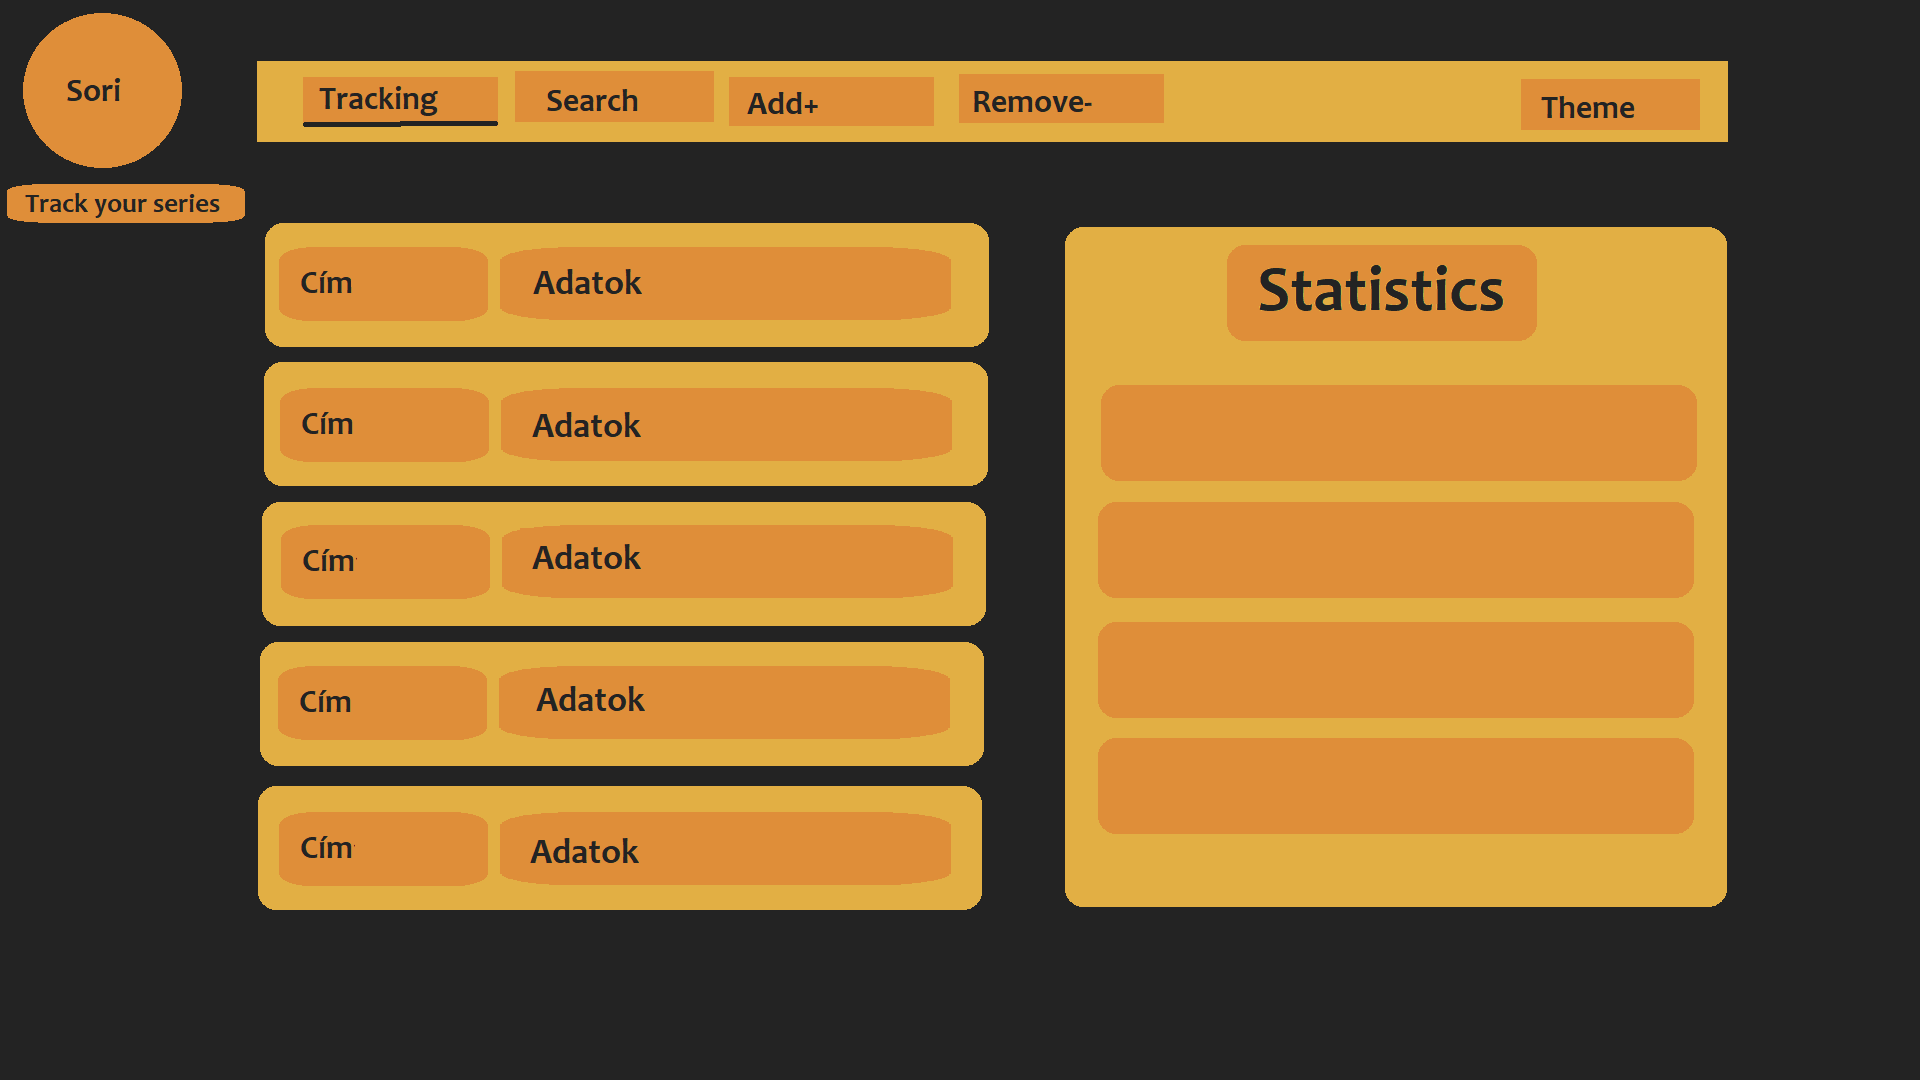 Sori
Track your series
Tracking
Search
Add+
Remove-
Theme
Cím
Adatok
Cím
Adatok
Cím
Adatok
Cím
Adatok
Cím
Adatok
Statistics